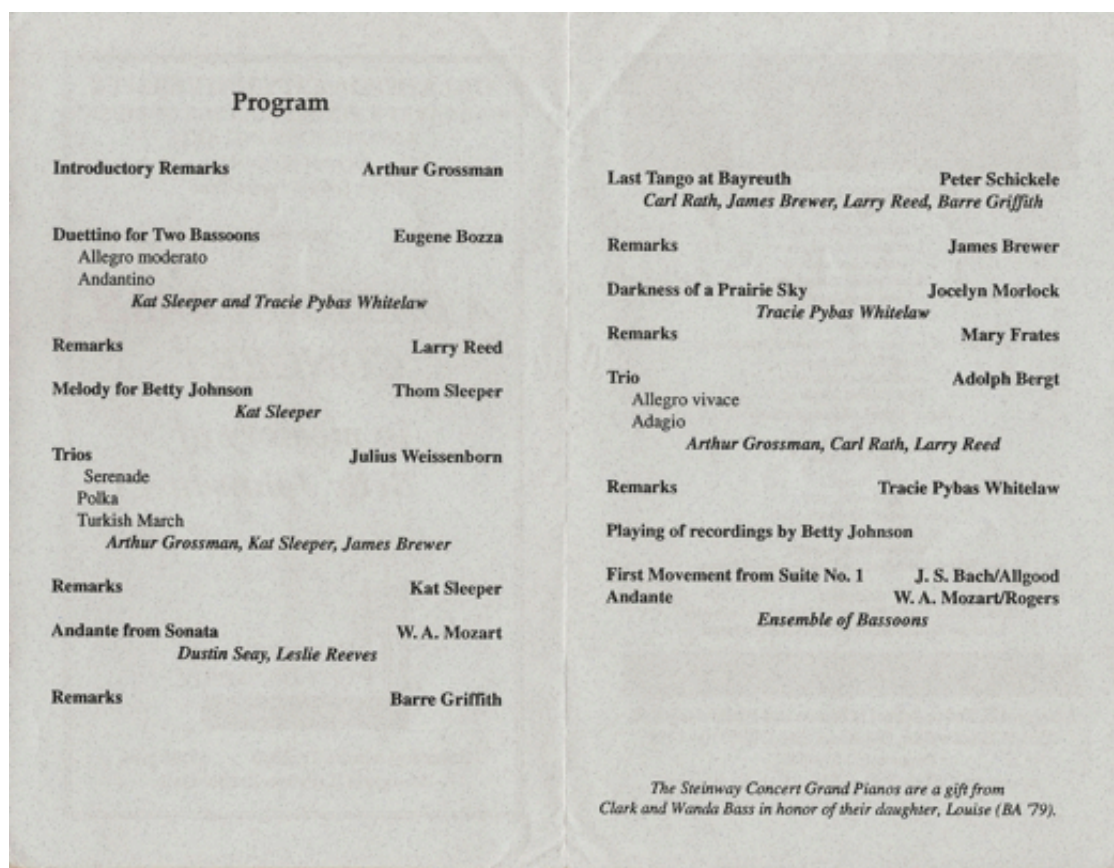 Program
Introductory Remarks Arthur Grossman
Duettino for Two Bassoons Eugene Bozza
Allegro moderato
Andantino
Kat Sleeper and Tracie Pybas Whitelaw
Remarks Larry Reed
Melody for Betty Johnson Thom Sleeper
Kat Sleeper
Trios Julius Weissenborn
Serenade
Polka
Turkish March
Arthur Grossman, Kat Sleeper, James Brewer
Remarks Kat Sleeper
Andante from Sonata W. A. Mozart
Dustin Seay, Leslie Reeves
Remarks Barre Griffith
Last Tango at Bayreuth Peter Schickele
Carl Rath, James Brewer, Larry Reed, Barre Griffith
Remarks James Brewer
Darkness of a Prairie Sky Jocelyn Morlock
Tracie Pybas Whitelaw
Remarks Mary Frates
Trio Adolph Bergt
Allegro vivace
Adagio
Arthur Grossman, Carl Rath, Larry Reed
Remarks Tracie Pybas Whitelaw
Playing of recordings by Betty Johnson
First Movement from Suite No. 1 J. S. Bach/Allgood
Andante W. A. Mozart/Rogers
Ensemble of Bassoons
The Steinway Concert Grand Pianos are a gift from
Clark and Wanda Bass in honor of their daughter, Louise (BA '79).